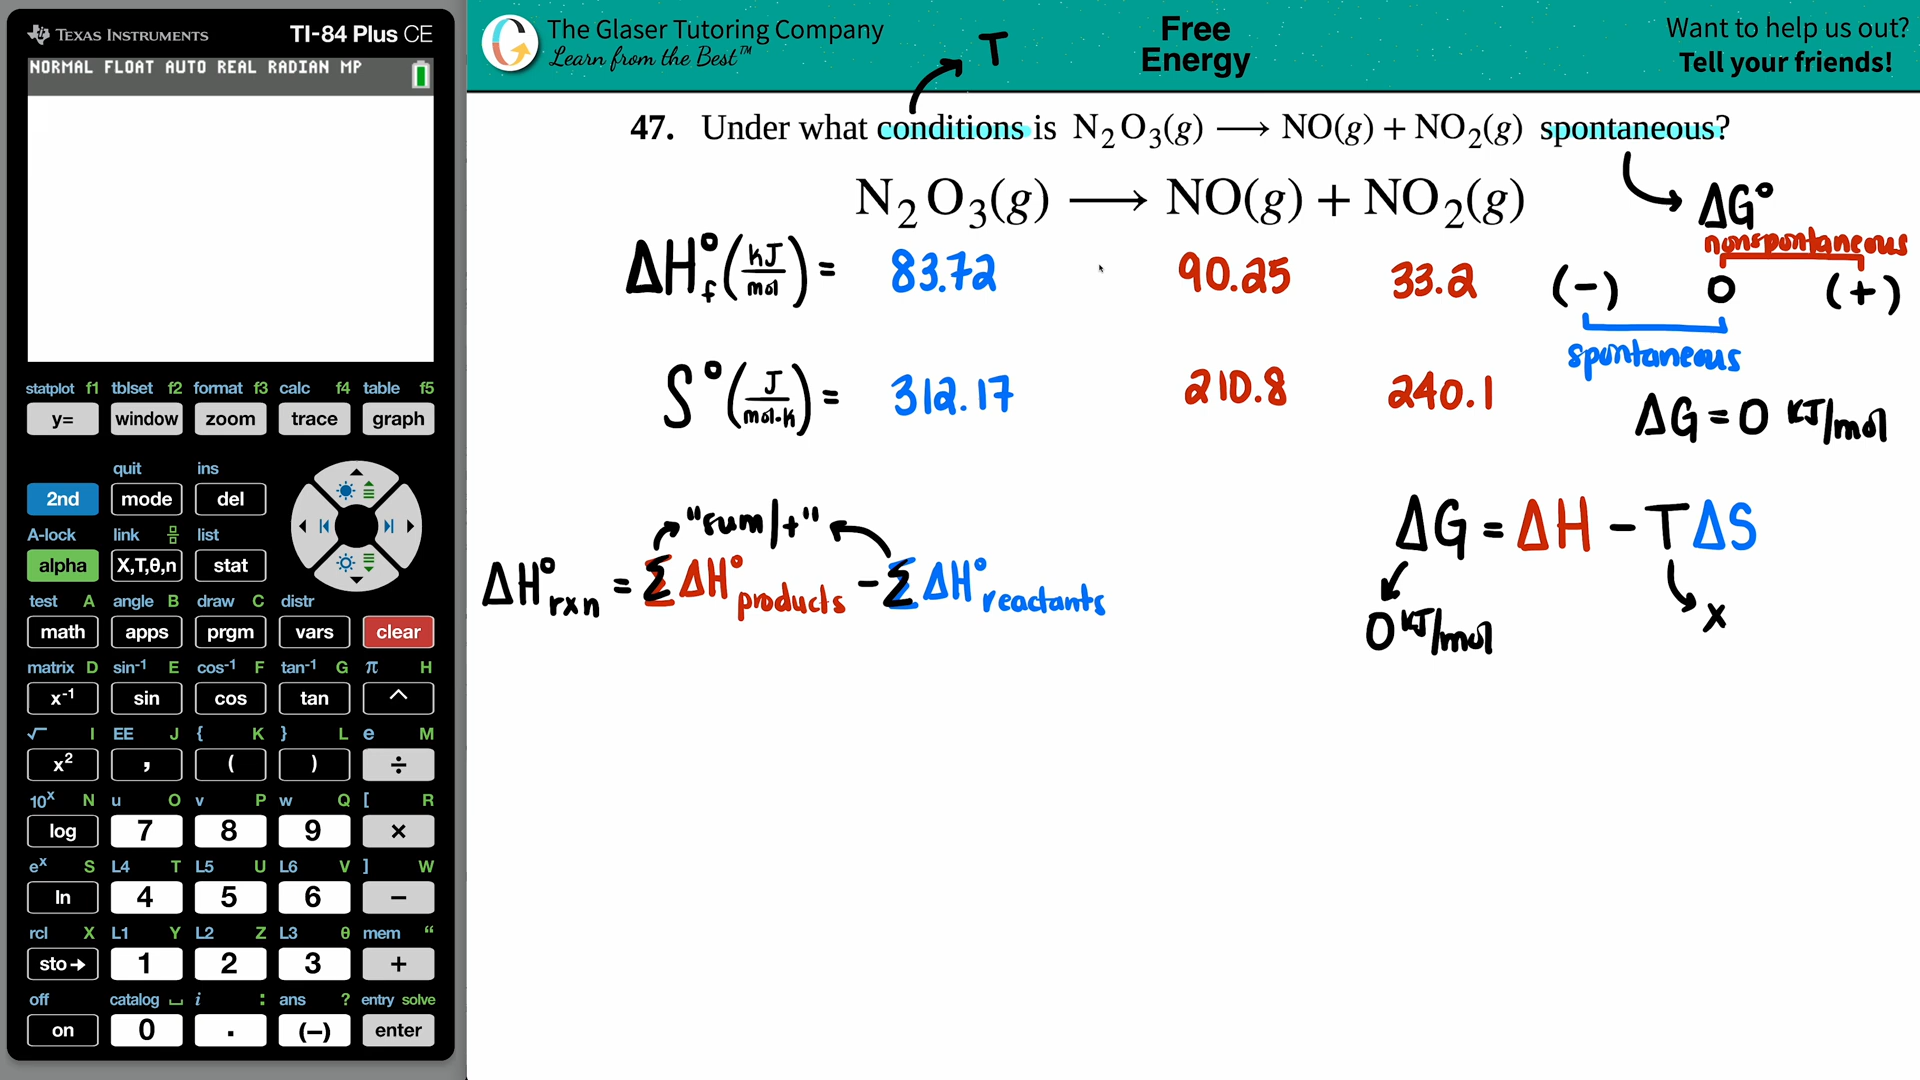 TEXAS INSTRUMENTS TI-84 Plus CE
NORMAL FLOAT AUTO REAL RADIAN MP
statplot f1 tblset f2 format f3 calc f4 table f5
y= window zoom trace graph
quit ins
2nd mode del
A-lock link list
alpha X,T,θ,n stat
test A angle B draw C distr
math apps prgm vars clear
matrix D sin⁻¹ E cos⁻¹ F tan⁻¹ G π H
x⁻¹ sin cos tan ^
√ I EE J { K } L e M
x² , ( ) ÷
10ˣ N u O v P w Q [ R
log 7 8 9 ×
eˣ S L4 T L5 U L6 V ] W
ln 4 5 6 −
rcl X L1 Y L2 Z L3 θ mem “
sto→ 1 2 3 +
off catalog ⎵ i : ans ? entry solve
on 0 . (−) enter
The Glaser Tutoring Company
Learn from the Best™
T
Free
Energy
Want to help us out?
Tell your friends!
47. Under what conditions is N₂O₃(g) ⟶ NO(g) + NO₂(g) spontaneous?
N₂O₃(g) ⟶ NO(g) + NO₂(g)
ΔG°
nonspontaneous
(-) 0 (+)
spontaneous
ΔG = 0 kJ/mol
ΔH°f (kJ/mol) = 83.72 90.25 33.2
S° (J/mol·K) = 312.17 210.8 240.1
"sum/+"
ΔH°rxn = Σ ΔH°products − Σ ΔH°reactants
ΔG = ΔH − TΔS
0 kJ/mol
x